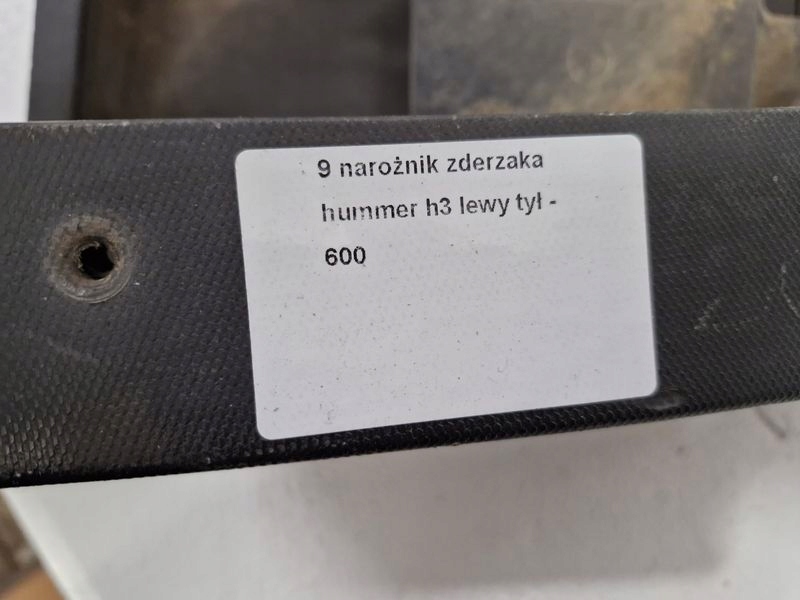 9 narożnik zderzaka
hummer h3 lewy tył -
600